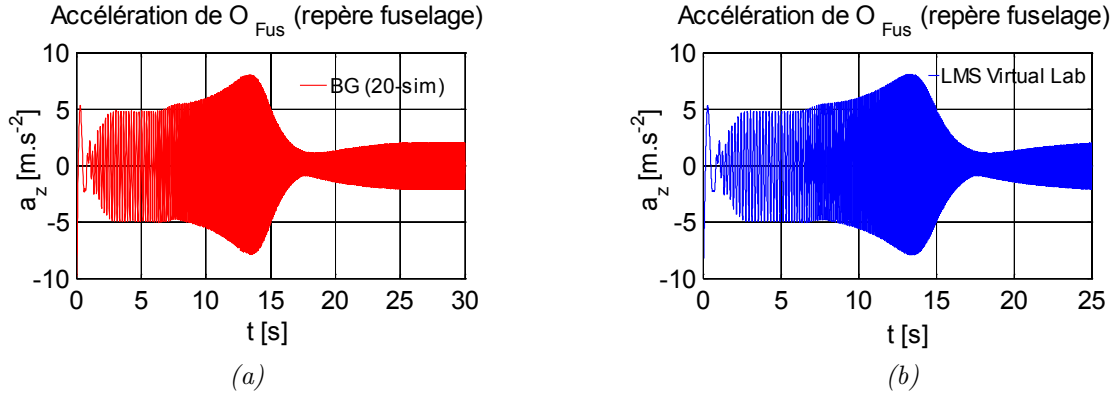 Accélération de O Fus (repère fuselage)
10
5
0
-5
-10
a z [m.s-2]
BG (20-sim)
0 5 10 15 20 25 30
t [s]
(a)
Accélération de O Fus (repère fuselage)
10
5
0
-5
-10
a z [m.s-2]
LMS Virtual Lab
0 5 10 15 20 25
t [s]
(b)